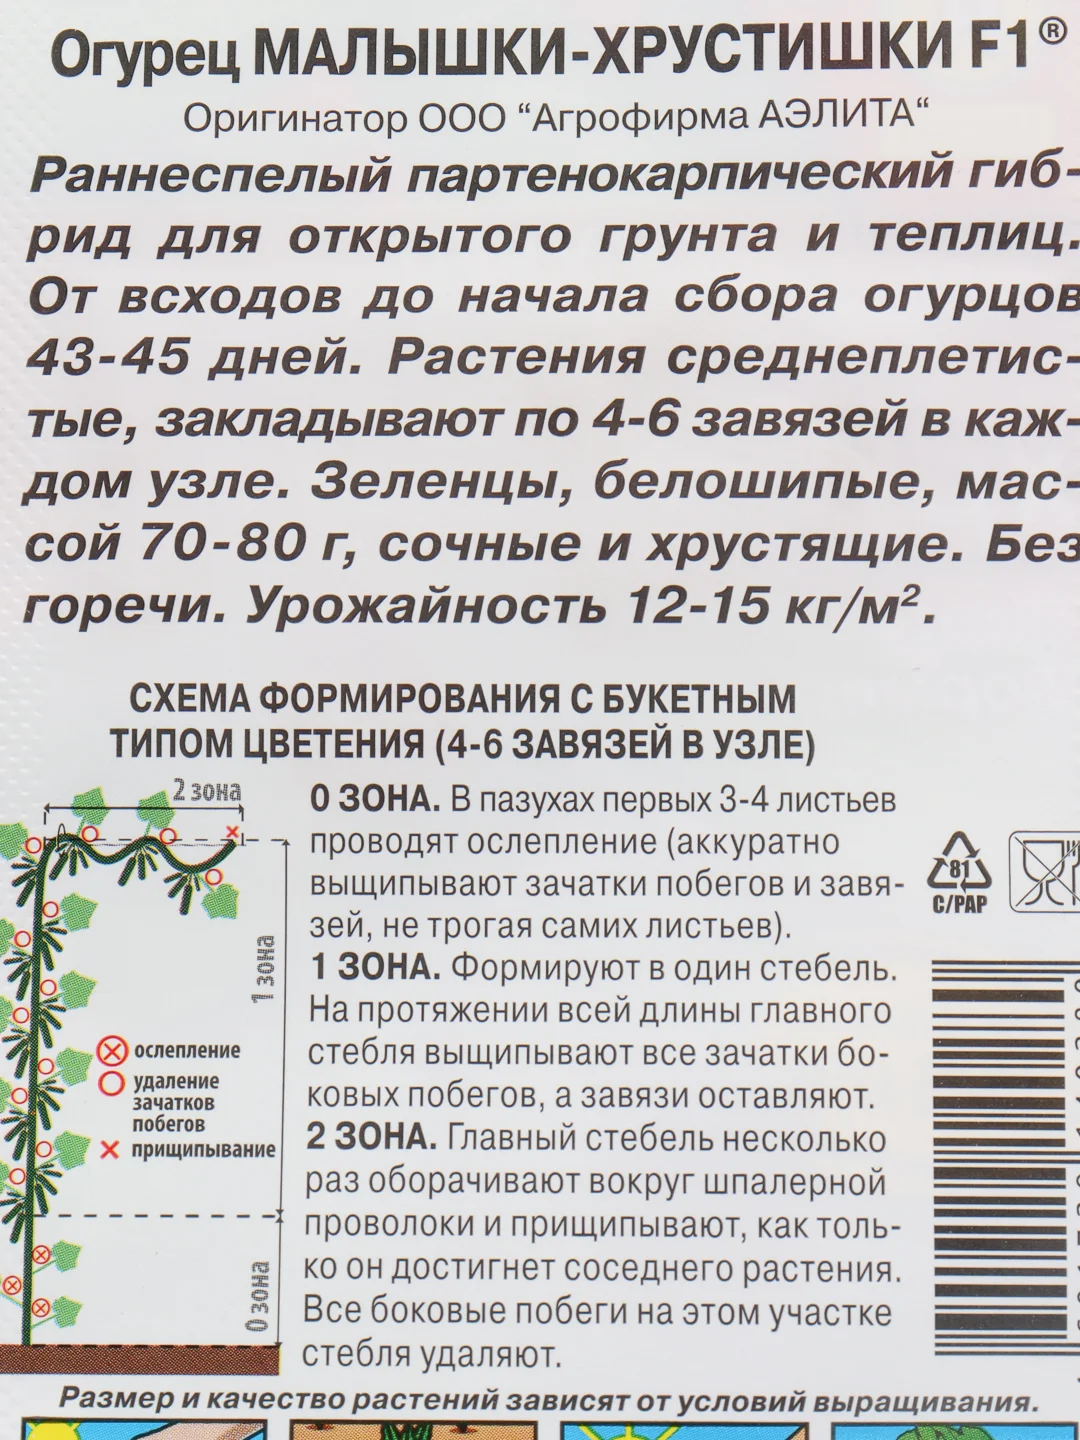 Огурец МАЛЫШКИ-ХРУСТИШКИ F1®
Оригинатор ООО “Агрофирма АЭЛИТА“
Раннеспелый партенокарпический гиб-
рид для открытого грунта и теплиц.
От всходов до начала сбора огурцов
43-45 дней. Растения среднеплетис-
тые, закладывают по 4-6 завязей в каж-
дом узле. Зеленцы, белошипые, мас-
сой 70-80 г, сочные и хрустящие. Без
горечи. Урожайность 12-15 кг/м².
СХЕМА ФОРМИРОВАНИЯ С БУКЕТНЫМ
ТИПОМ ЦВЕТЕНИЯ (4-6 ЗАВЯЗЕЙ В УЗЛЕ)
2 зона
1 зона
ослепление
удаление
зачатков
побегов
прищипывание
0 зона
0 ЗОНА. В пазухах первых 3-4 листьев
проводят ослепление (аккуратно
выщипывают зачатки побегов и завя-
зей, не трогая самих листьев).
1 ЗОНА. Формируют в один стебель.
На протяжении всей длины главного
стебля выщипывают все зачатки бо-
ковых побегов, а завязи оставляют.
2 ЗОНА. Главный стебель несколько
раз оборачивают вокруг шпалерной
проволоки и прищипывают, как толь-
ко он достигнет соседнего растения.
Все боковые побеги на этом участке
стебля удаляют.
81
C/PAP
Размер и качество растений зависят от условий выращивания.